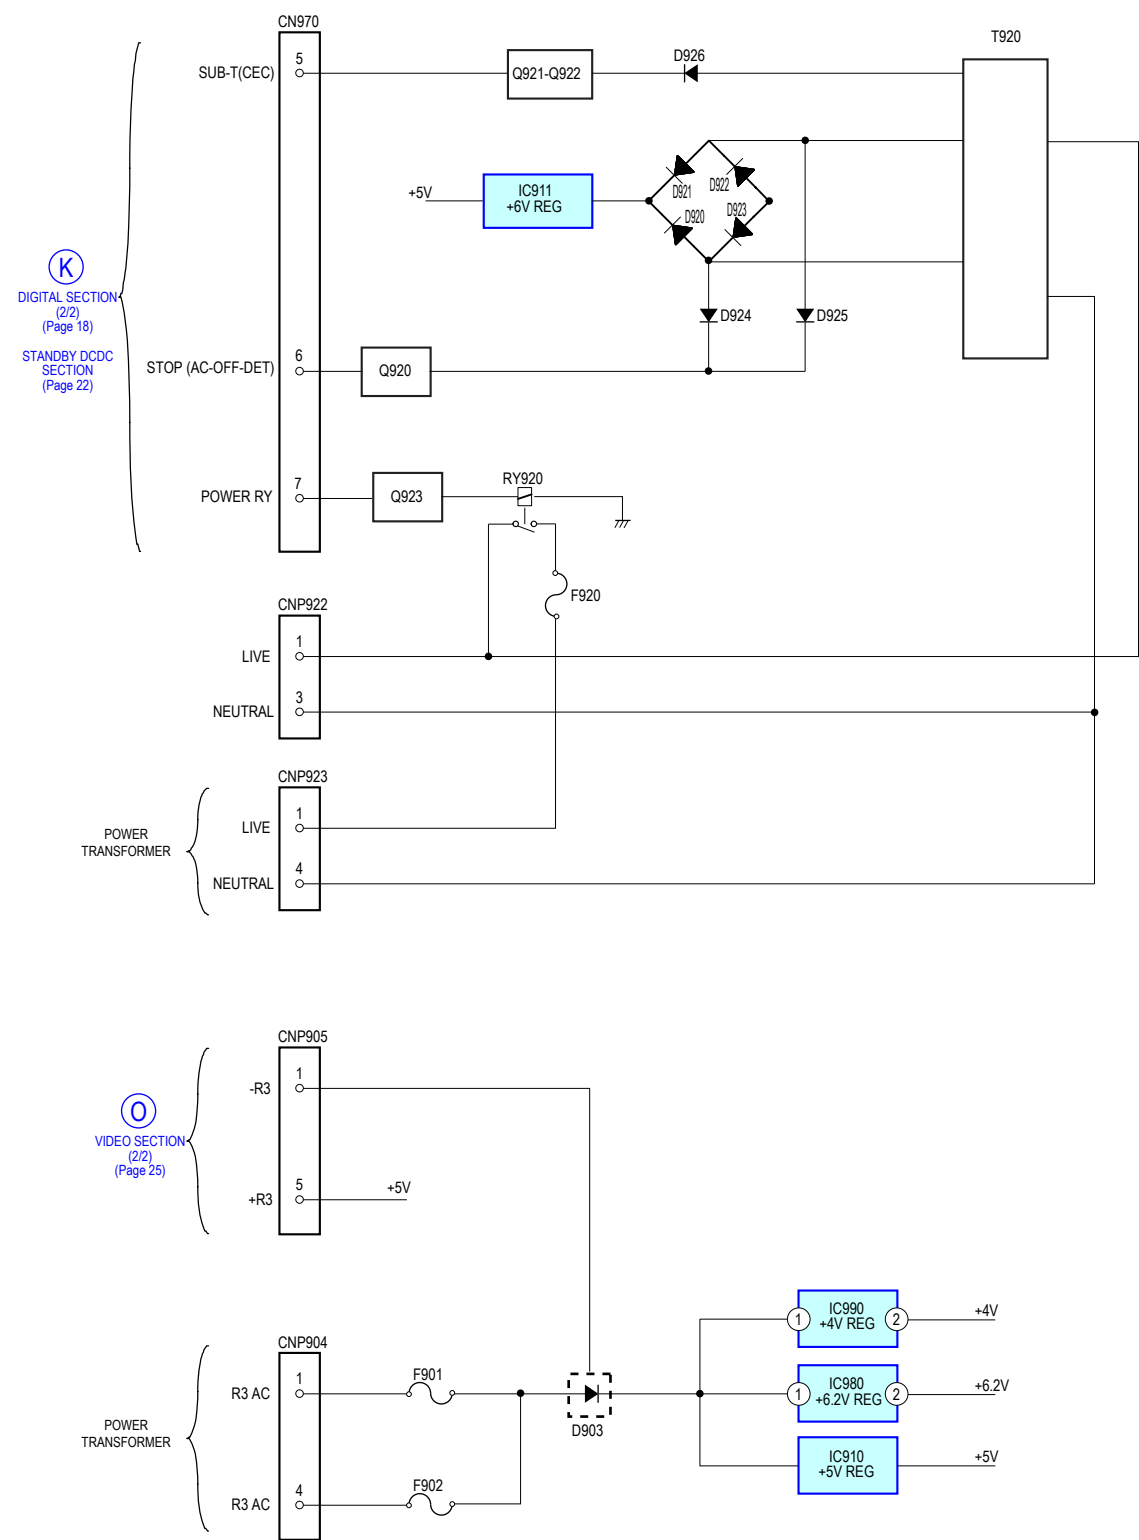 CN970
T920
SUB-T(CEC)
5
Q921-Q922
D926
+5V
IC911
+6V REG
D921
D922
D920
D923
K
DIGITAL SECTION
(2/2)
(Page 18)
STANDBY DCDC
SECTION
(Page 22)
D924
D925
STOP (AC-OFF-DET)
6
Q920
POWER RY
7
Q923
RY920
F920
CNP922
LIVE
1
NEUTRAL
3
CNP923
POWER
TRANSFORMER
LIVE
1
NEUTRAL
4
CNP905
-R3
1
O
VIDEO SECTION
(2/2)
(Page 25)
+R3
5
+5V
CNP904
POWER
TRANSFORMER
R3 AC
1
F901
R3 AC
4
F902
D903
1
IC990
+4V REG
2
+4V
1
IC980
+6.2V REG
2
+6.2V
IC910
+5V REG
+5V